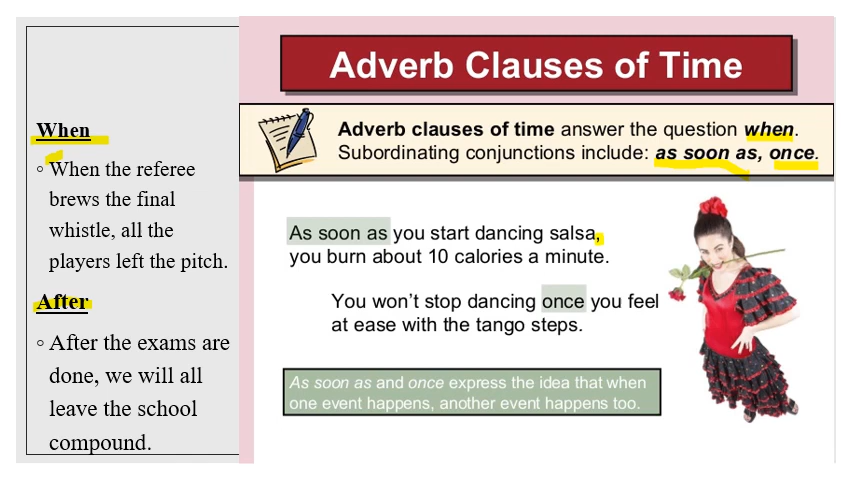 When
◦ When the referee
brews the final
whistle, all the
players left the pitch.
After
◦ After the exams are
done, we will all
leave the school
compound.
Adverb Clauses of Time
Adverb clauses of time answer the question when.
Subordinating conjunctions include: as soon as, once.
As soon as you start dancing salsa,
you burn about 10 calories a minute.
You won’t stop dancing once you feel
at ease with the tango steps.
As soon as and once express the idea that when
one event happens, another event happens too.